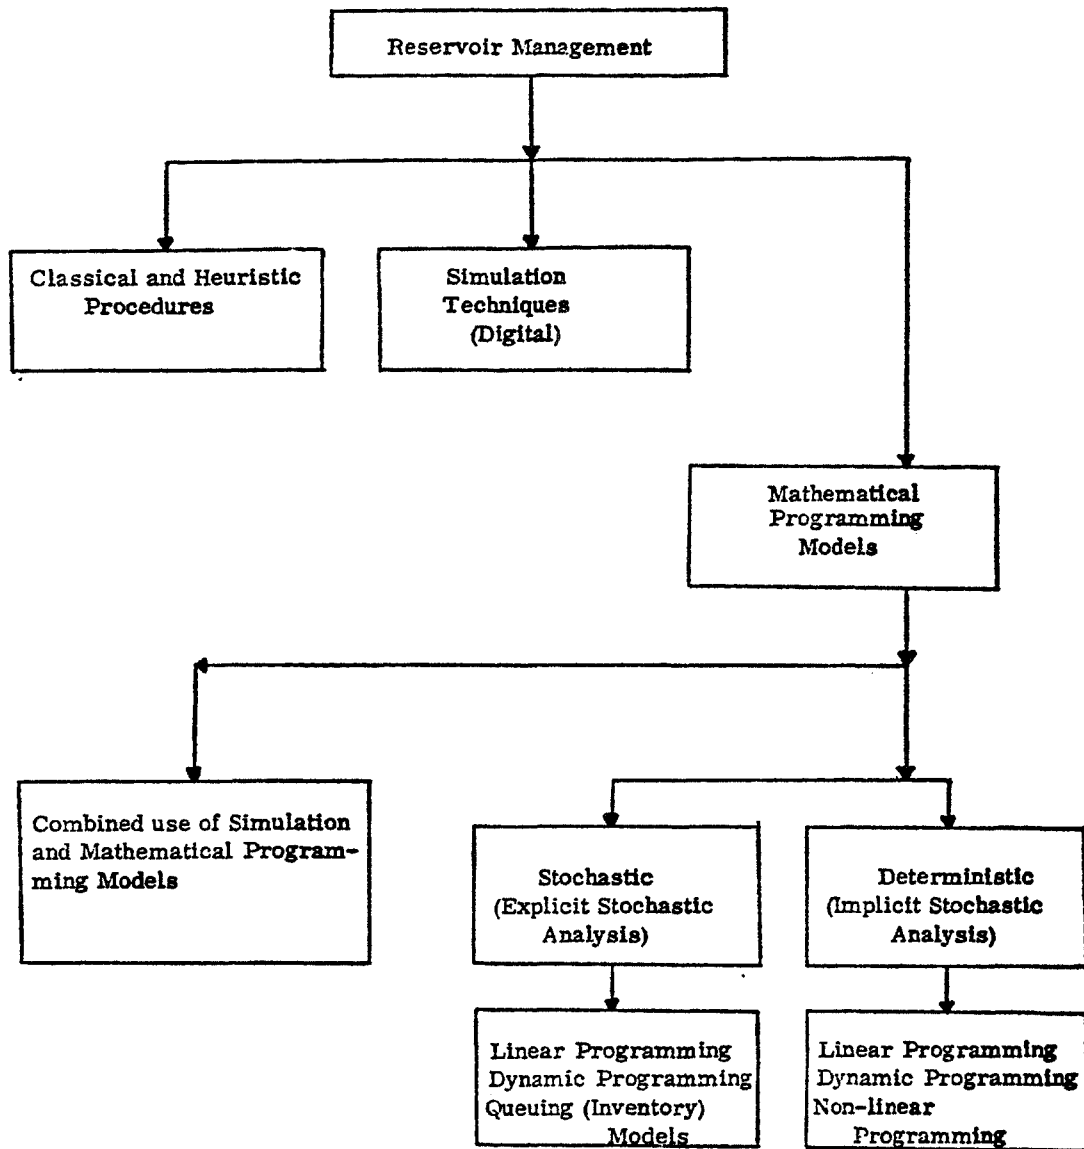 Reservoir Management
Classical and Heuristic
Procedures
Simulation
Techniques
(Digital)
Mathematical
Programming
Models
Combined use of Simulation
and Mathematical Program-
ming Models
Stochastic
(Explicit Stochastic
Analysis)
Deterministic
(Implicit Stochastic
Analysis)
Linear Programming
Dynamic Programming
Queuing (Inventory)
Models
Linear Programming
Dynamic Programming
Non-linear
Programming